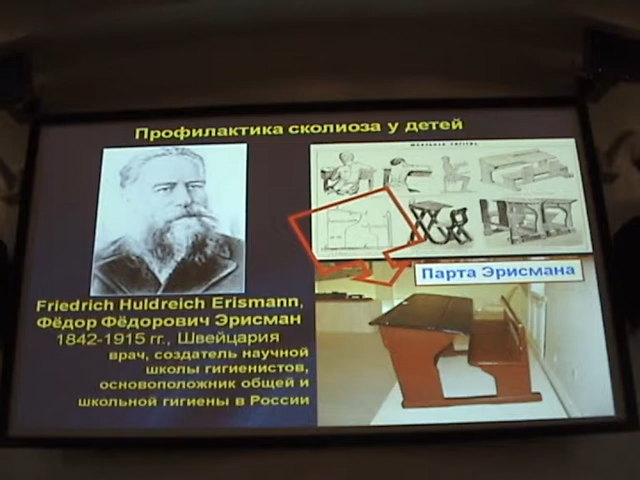 Профилактика сколиоза у детей
Парта Эрисмана
Friedrich Huldreich Erismann,
Фёдор Фёдорович Эрисман
1842-1915 гг., Швейцария
врач, создатель научной
школы гигиенистов,
основоположник общей и
школьной гигиены в России